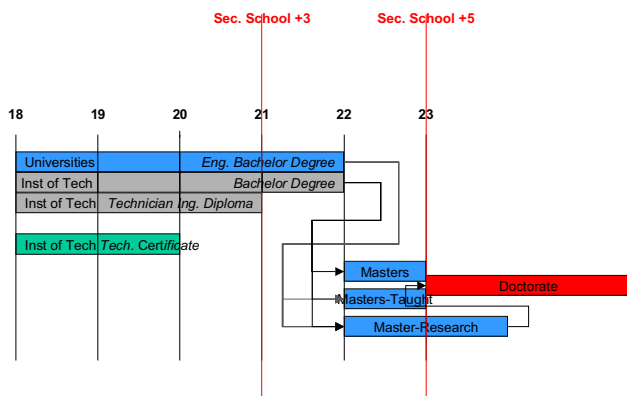 Sec. School +3 Sec. School +5
18 19 20 21 22 23
Universities Eng. Bachelor Degree
Inst of Tech Bachelor Degree
Inst of Tech Technician Ing. Diploma
Inst of Tech Tech. Certificate
Masters
Doctorate
Masters-Taught
Master-Research